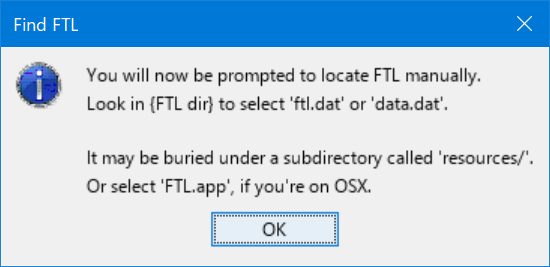 Find FTL
You will now be prompted to locate FTL manually.
Look in {FTL dir} to select 'ftl.dat' or 'data.dat'.
It may be buried under a subdirectory called 'resources/'.
Or select 'FTL.app', if you're on OSX.
OK